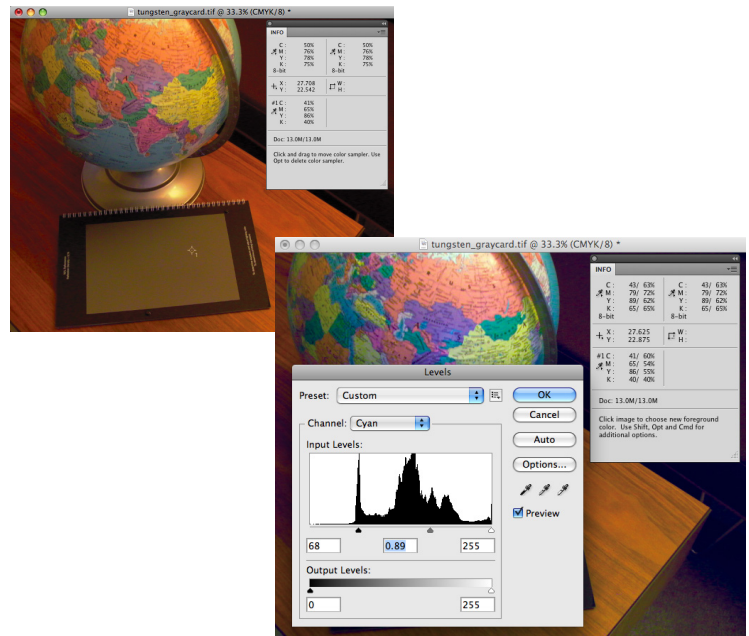 tungsten_graycard.tif @ 33.3% (CMYK/8) *
INFO
C : 50% C : 50%
M : 76% M : 76%
Y : 78% Y : 78%
K : 75% K : 75%
8-bit 8-bit
X : 27.708 W :
Y : 22.542 H :
#1 C : 41%
M : 65%
Y : 86%
K : 40%
Doc: 13.0M/13.0M
Click and drag to move color sampler. Use
Opt to delete color sampler.
tungsten_graycard.tif @ 33.3% (CMYK/8) *
INFO
C : 43/ 63% C : 43/ 63%
M : 79/ 72% M : 79/ 72%
Y : 89/ 62% Y : 89/ 62%
K : 65/ 65% K : 65/ 65%
8-bit 8-bit
X : 27.625 W :
Y : 22.875 H :
#1 C : 41/ 60%
M : 65/ 54%
Y : 86/ 55%
K : 40/ 40%
Doc: 13.0M/13.0M
Click image to choose new foreground
color. Use Shift, Opt and Cmd for
additional options.
Levels
Preset: Custom
OK
Cancel
Auto
Options...
Preview
Channel: Cyan
Input Levels:
68 0.89 255
Output Levels:
0 255